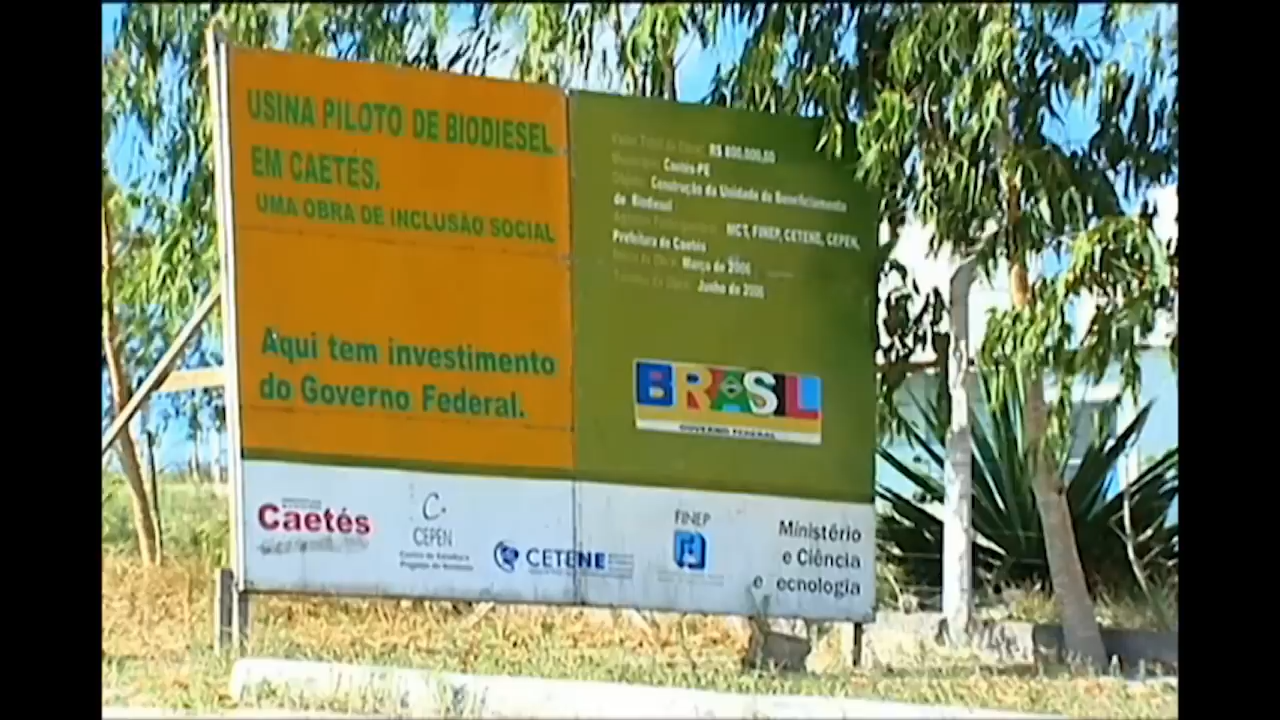 USINA PILOTO DE BIODIESEL
EM CAETÉS.
UMA OBRA DE INCLUSÃO SOCIAL
Aqui tem investimento
do Governo Federal.
R$ 800.000,00
Caetés-PE
Construção da Unidade de Beneficiamento
de Biodiesel
MCT, FINEP, CETENE, CEPEN,
Prefeitura de Caetés
Março de 2006
Junho de 2006
BRASIL
GOVERNO FEDERAL
Caetés
CEPEN
CETENE
FINEP
Ministério
e Ciência
e ecnologia